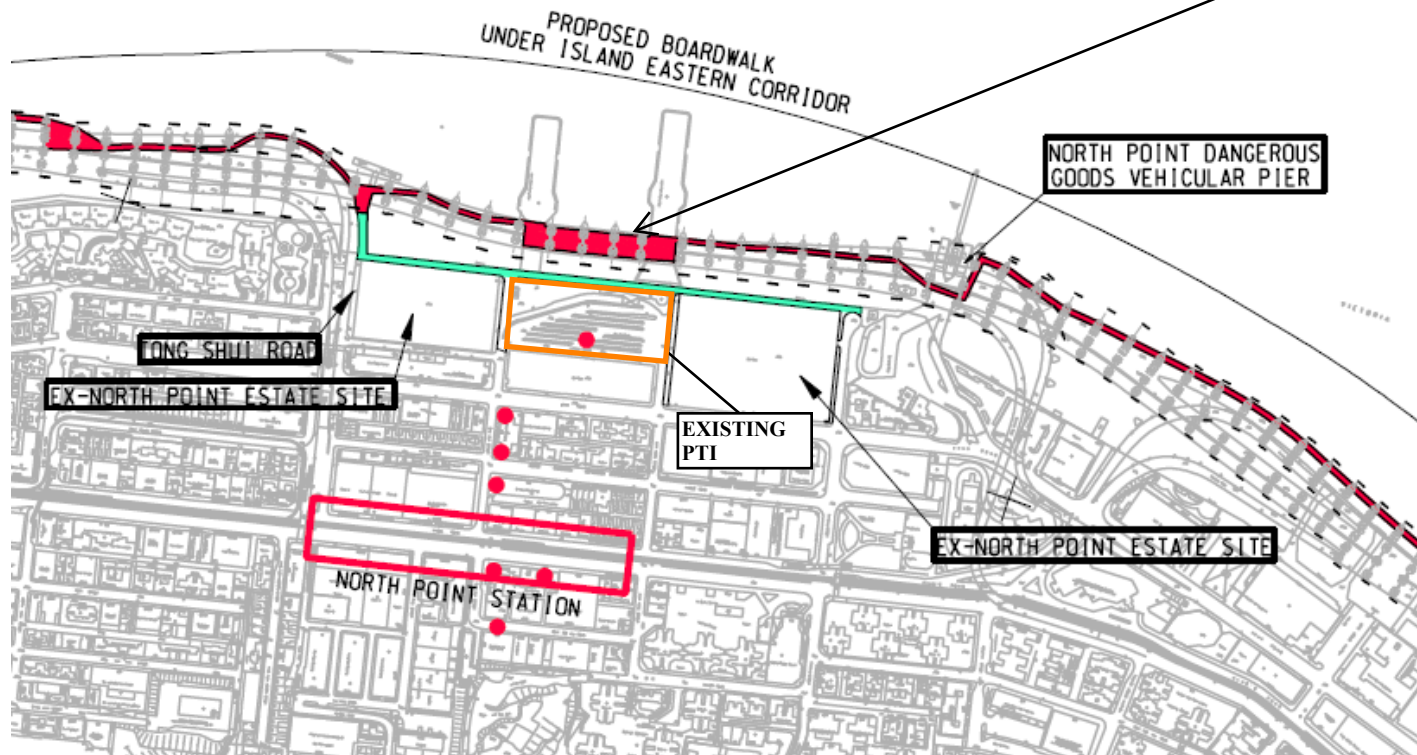 PROPOSED BOARDWALK
UNDER ISLAND EASTERN CORRIDOR
NORTH POINT DANGEROUS
GOODS VEHICULAR PIER
VICTORIA
TONG SHUI ROAD
EX-NORTH POINT ESTATE SITE
EXISTING
PTI
EX-NORTH POINT ESTATE SITE
NORTH POINT STATION